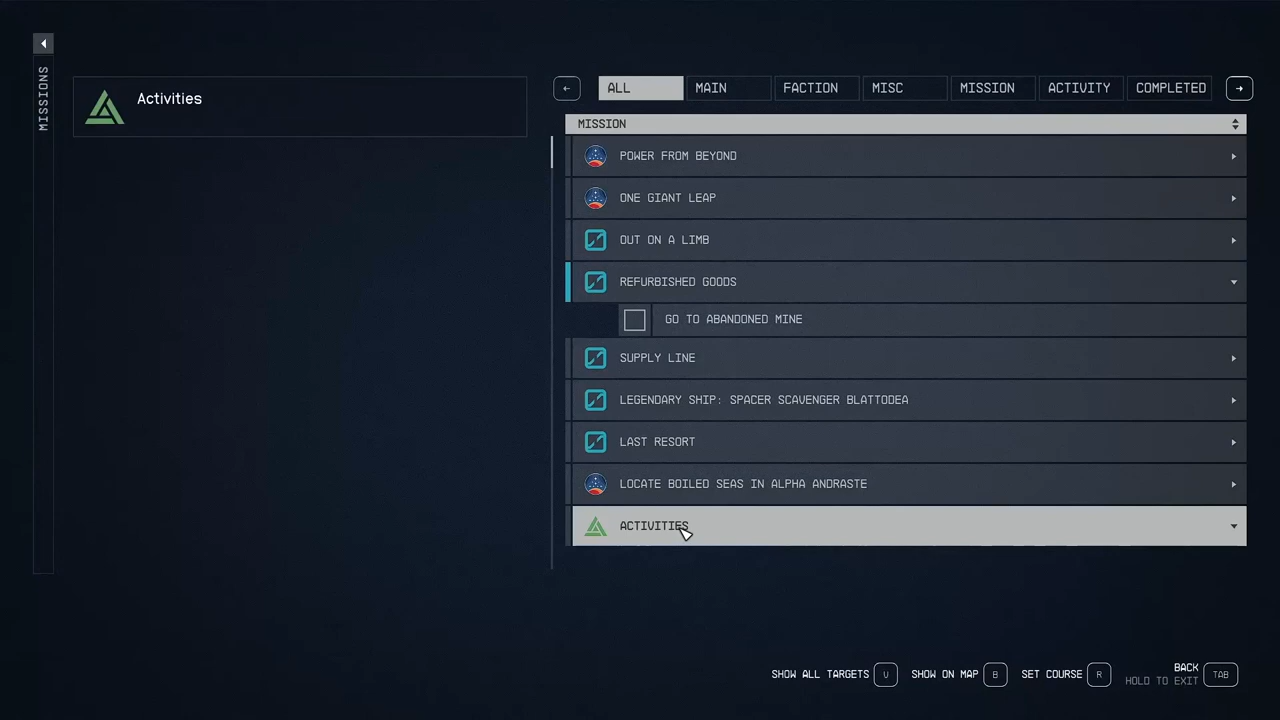 MISSIONS
Activities
ALL MAIN FACTION MISC MISSION ACTIVITY COMPLETED
MISSION
POWER FROM BEYOND
ONE GIANT LEAP
OUT ON A LIMB
REFURBISHED GOODS
GO TO ABANDONED MINE
SUPPLY LINE
LEGENDARY SHIP: SPACER SCAVENGER BLATTODEA
LAST RESORT
LOCATE BOILED SEAS IN ALPHA ANDRASTE
ACTIVITIES
SHOW ALL TARGETS U SHOW ON MAP B SET COURSE R BACK TAB
HOLD TO EXIT